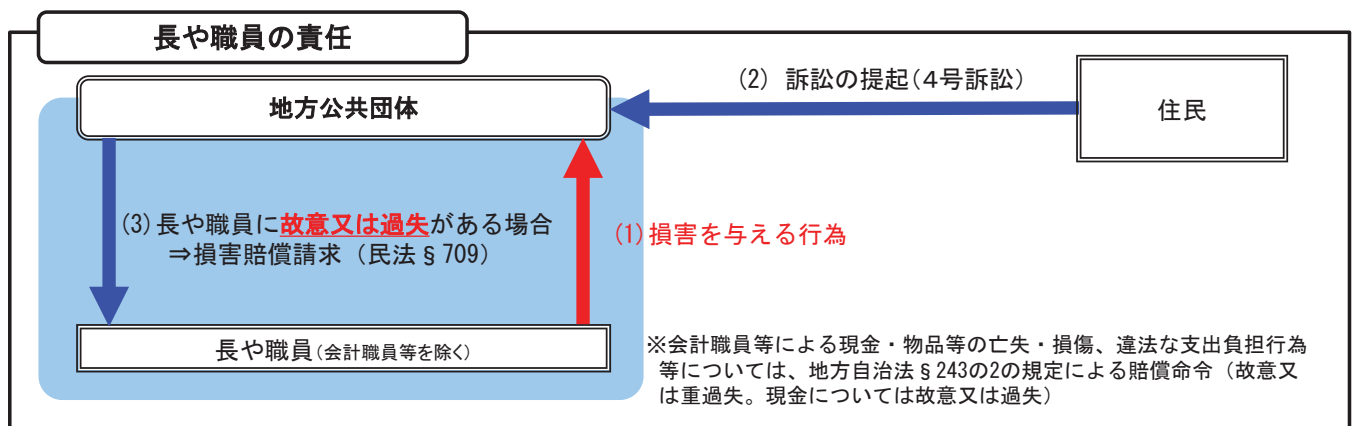 長や職員の責任
(2) 訴訟の提起(4号訴訟)
地方公共団体
住民
(3)長や職員に故意又は過失がある場合
⇒損害賠償請求（民法§709）
(1)損害を与える行為
長や職員(会計職員等を除く)
※会計職員等による現金・物品等の亡失・損傷、違法な支出負担行為
等については、地方自治法§243の2の規定による賠償命令（故意又
は重過失。現金については故意又は過失）